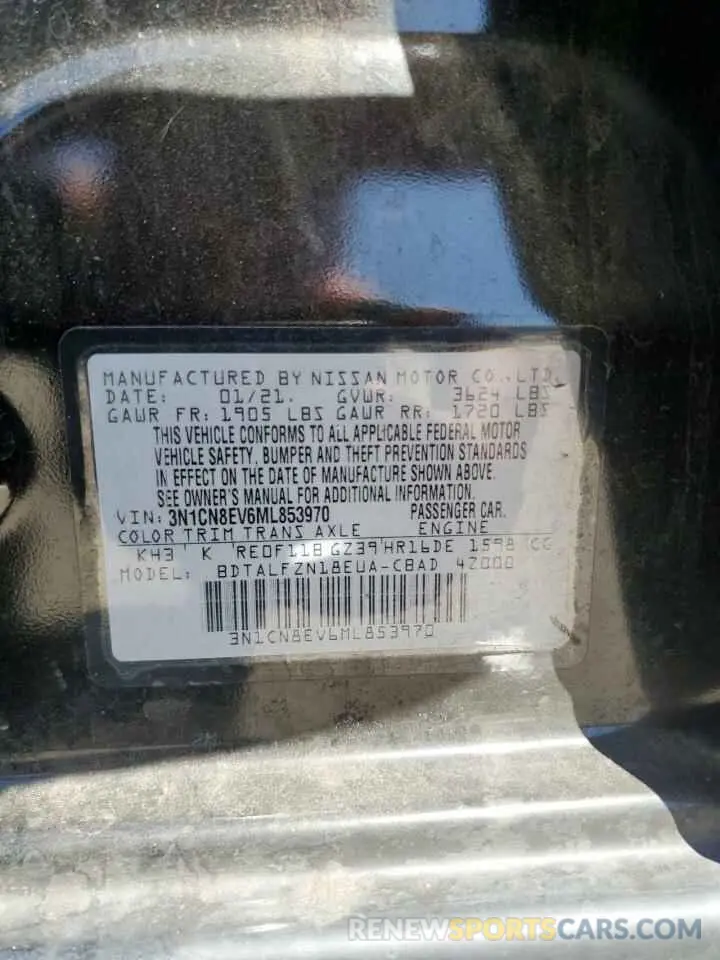 MANUFACTURED BY NISSAN MOTOR CO., LTD.
DATE: 01/21. GVWR: 3624 LBS
GAWR FR: 1905 LBS GAWR RR: 1720 LBS
THIS VEHICLE CONFORMS TO ALL APPLICABLE FEDERAL MOTOR
VEHICLE SAFETY, BUMPER AND THEFT PREVENTION STANDARDS
IN EFFECT ON THE DATE OF MANUFACTURE SHOWN ABOVE.
SEE OWNER'S MANUAL FOR ADDITIONAL INFORMATION.
VIN: 3N1CN8EV6ML853970 PASSENGER CAR.
COLOR TRIM TRANS AXLE ENGINE
KH3 K RE0F11B GZ39 HR16DE 1598 CC
MODEL: BDTALFZN18EUA-CBAD 4Z000
3N1CN8EV6ML853970
RENEWSPORTSCARS.COM